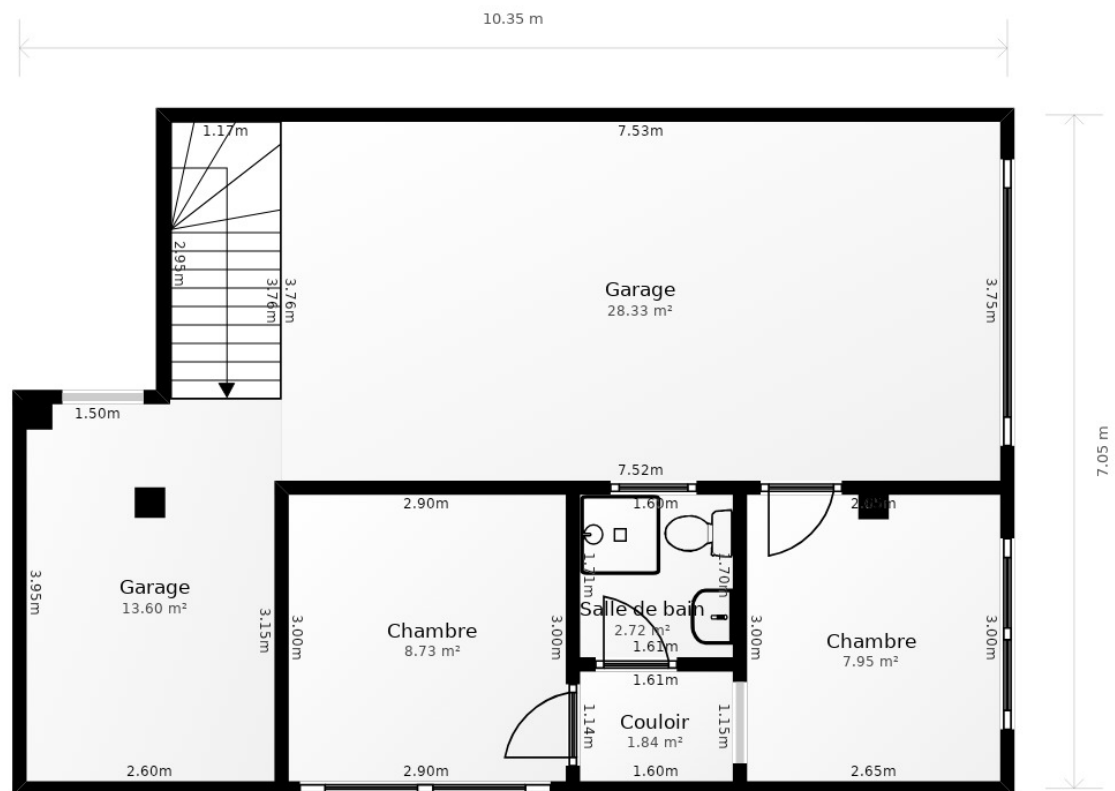 10.35 m
1.17m
7.53m
2.95m
3.76m
3.76m
Garage
28.33 m²
3.75m
7.05 m
1.50m
7.52m
2.90m
1.60m
3.95m
Garage
13.60 m²
3.15m
3.00m
Chambre
8.73 m²
3.00m
1.71m
1.70m
Salle de bain
2.72 m²
1.61m
3.00m
Chambre
7.95 m²
3.00m
1.61m
1.14m
Couloir
1.84 m²
1.15m
2.60m
2.90m
1.60m
2.65m